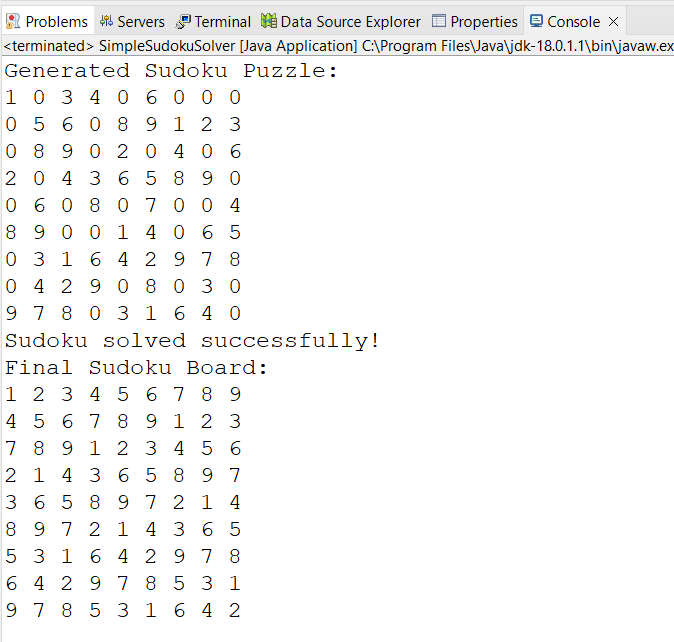 Problems Servers Terminal Data Source Explorer Properties Console
<terminated> SimpleSudokuSolver [Java Application] C:\Program Files\Java\jdk-18.0.1.1\bin\javaw.ex
Generated Sudoku Puzzle:
1 0 3 4 0 6 0 0 0
0 5 6 0 8 9 1 2 3
0 8 9 0 2 0 4 0 6
2 0 4 3 6 5 8 9 0
0 6 0 8 0 7 0 0 4
8 9 0 0 1 4 0 6 5
0 3 1 6 4 2 9 7 8
0 4 2 9 0 8 0 3 0
9 7 8 0 3 1 6 4 0
Sudoku solved successfully!
Final Sudoku Board:
1 2 3 4 5 6 7 8 9
4 5 6 7 8 9 1 2 3
7 8 9 1 2 3 4 5 6
2 1 4 3 6 5 8 9 7
3 6 5 8 9 7 2 1 4
8 9 7 2 1 4 3 6 5
5 3 1 6 4 2 9 7 8
6 4 2 9 7 8 5 3 1
9 7 8 5 3 1 6 4 2